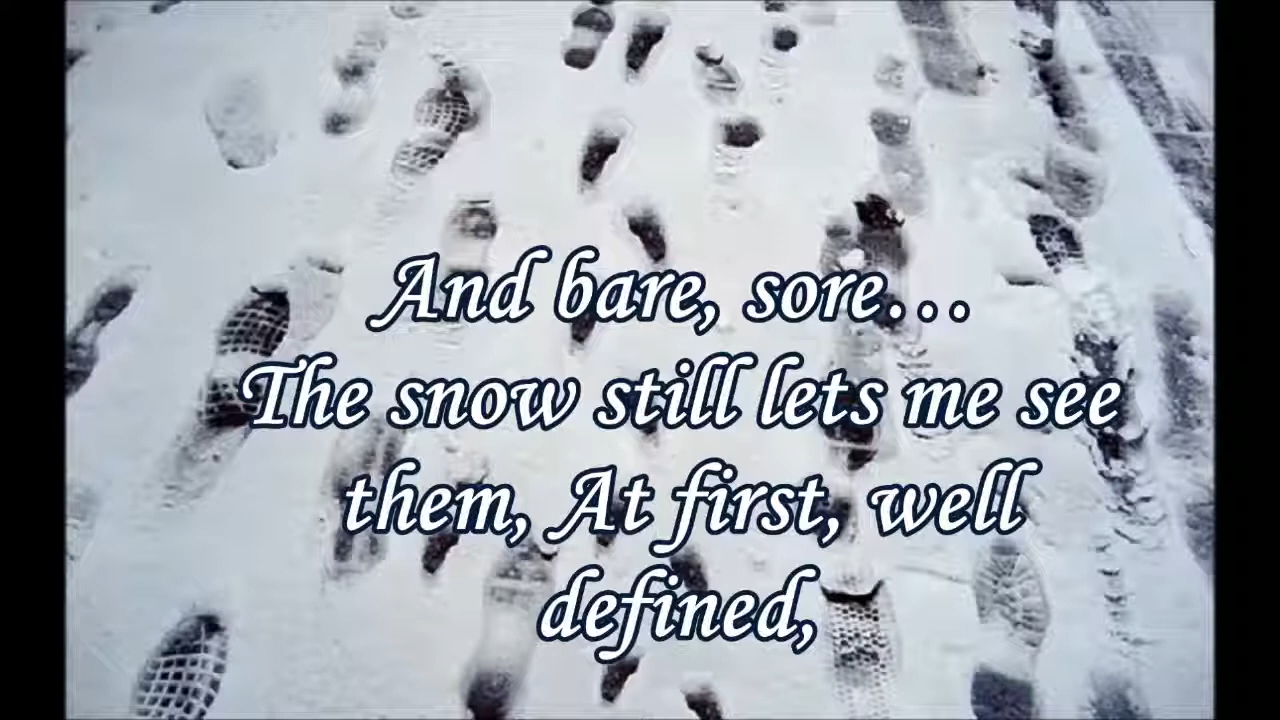 And bare, sore...
The snow still lets me see
them, At first, well
defined,